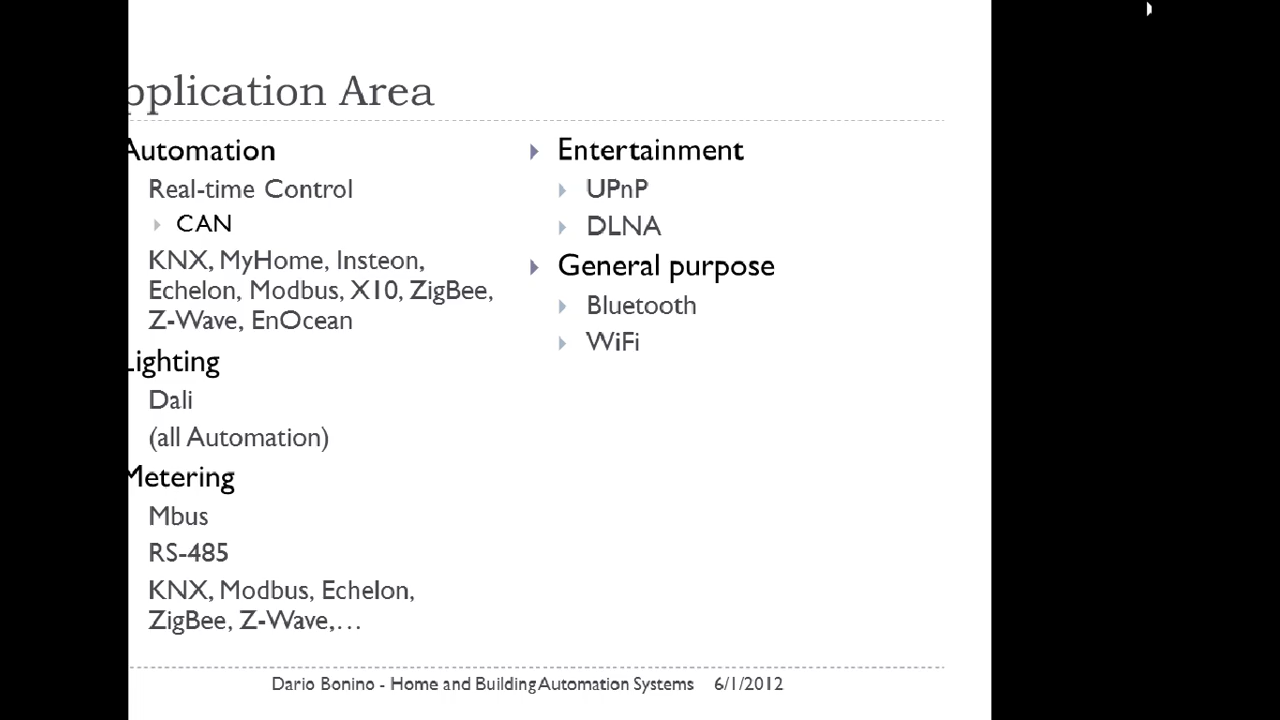 pplication Area
Automation
Real-time Control
CAN
KNX, MyHome, Insteon,
Echelon, Modbus, X10, ZigBee,
Z-Wave, EnOcean
Lighting
Dali
(all Automation)
Metering
Mbus
RS-485
KNX, Modbus, Echelon,
ZigBee, Z-Wave,…
Entertainment
UPnP
DLNA
General purpose
Bluetooth
WiFi
Dario Bonino - Home and Building Automation Systems 6/1/2012